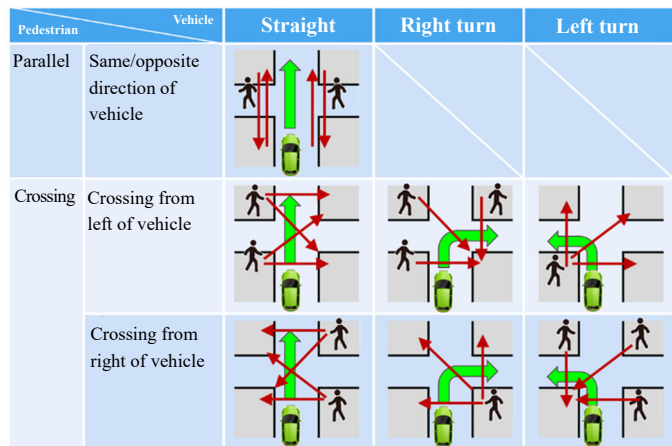 Vehicle
Pedestrian
Straight
Right turn
Left turn
Parallel
Same/opposite
direction of
vehicle
Crossing
Crossing from
left of vehicle
Crossing from
right of vehicle